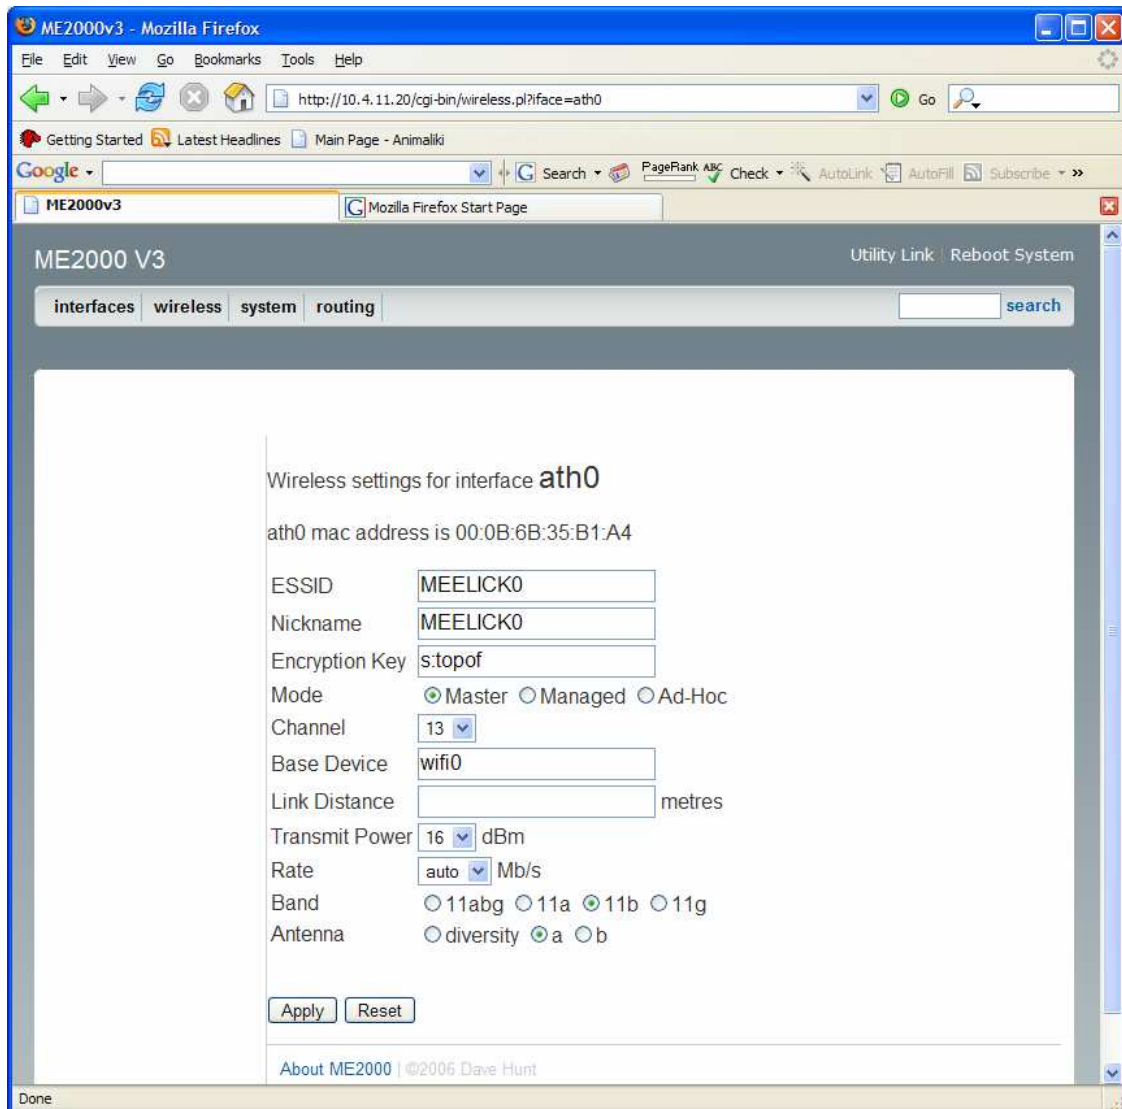 ME2000v3 - Mozilla Firefox
File Edit View Go Bookmarks Tools Help
http://10.4.11.20/cgi-bin/wireless.pl?iface=ath0 Go
Getting Started Latest Headlines Main Page - Animaliki
Google Search PageRank ABC Check AutoLink AutoFill Subscribe »
ME2000v3 G Mozilla Firefox Start Page
ME2000 V3 Utility Link | Reboot System
interfaces wireless system routing search
Wireless settings for interface ath0
ath0 mac address is 00:0B:6B:35:B1:A4
ESSID MEELICK0
Nickname MEELICK0
Encryption Key s:topof
Mode Master Managed Ad-Hoc
Channel 13
Base Device wifi0
Link Distance metres
Transmit Power 16 dBm
Rate auto Mb/s
Band 11abg 11a 11b 11g
Antenna diversity a b
Apply Reset
About ME2000 | ©2006 Dave Hunt
Done